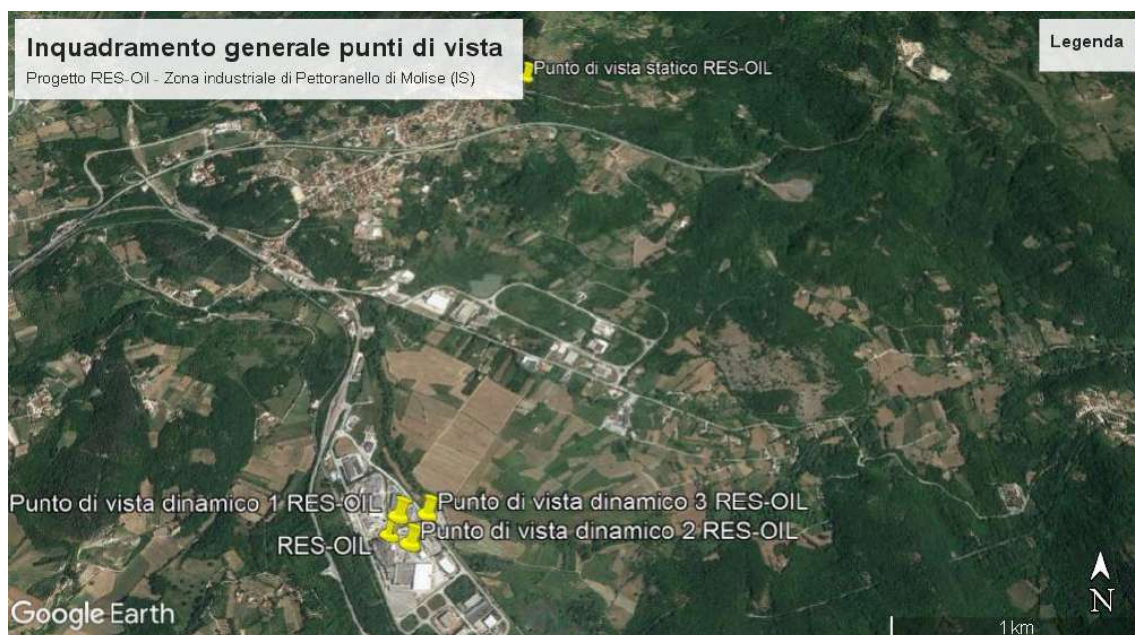 Inquadramento generale punti di vista
Progetto RES-Oil - Zona industriale di Pettoranello di Molise (IS)
Legenda
Punto di vista statico RES-OIL
Punto di vista dinamico 1 RES-OIL
Punto di vista dinamico 3 RES-OIL
Punto di vista dinamico 2 RES-OIL
RES-OIL
N
Google Earth
1 km